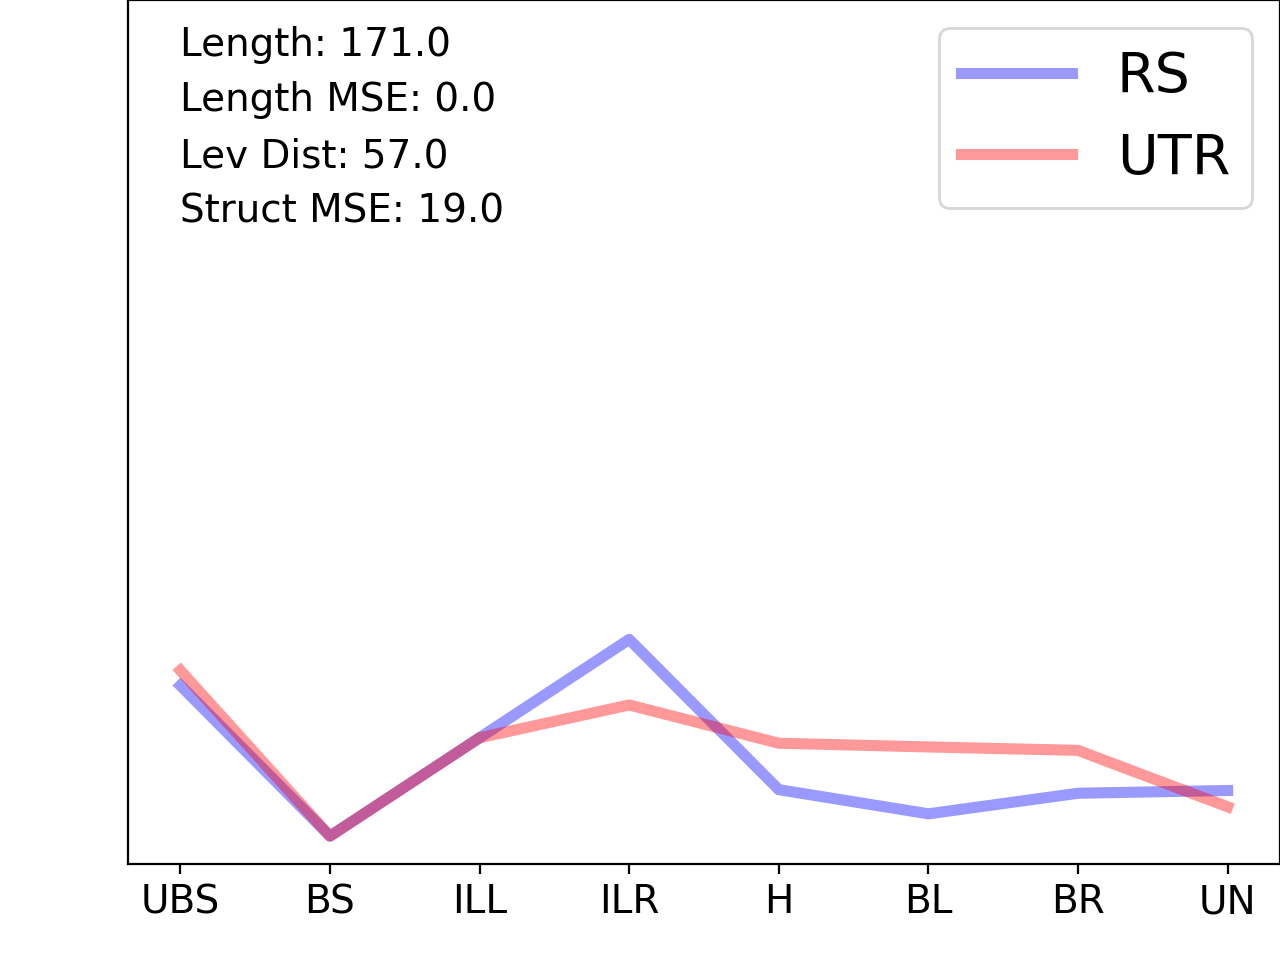 Length: 171.0
Length MSE: 0.0
Lev Dist: 57.0
Struct MSE: 19.0
RS
UTR
UBS BS ILL ILR H BL BR UN